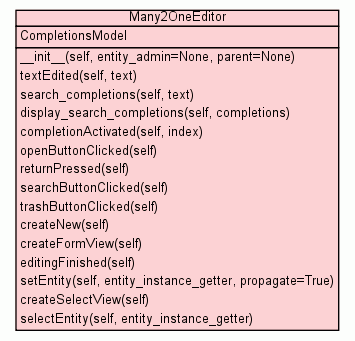 Many2OneEditor
CompletionsModel
__init__(self, entity_admin=None, parent=None)
textEdited(self, text)
search_completions(self, text)
display_search_completions(self, completions)
completionActivated(self, index)
openButtonClicked(self)
returnPressed(self)
searchButtonClicked(self)
trashButtonClicked(self)
createNew(self)
createFormView(self)
editingFinished(self)
setEntity(self, entity_instance_getter, propagate=True)
createSelectView(self)
selectEntity(self, entity_instance_getter)